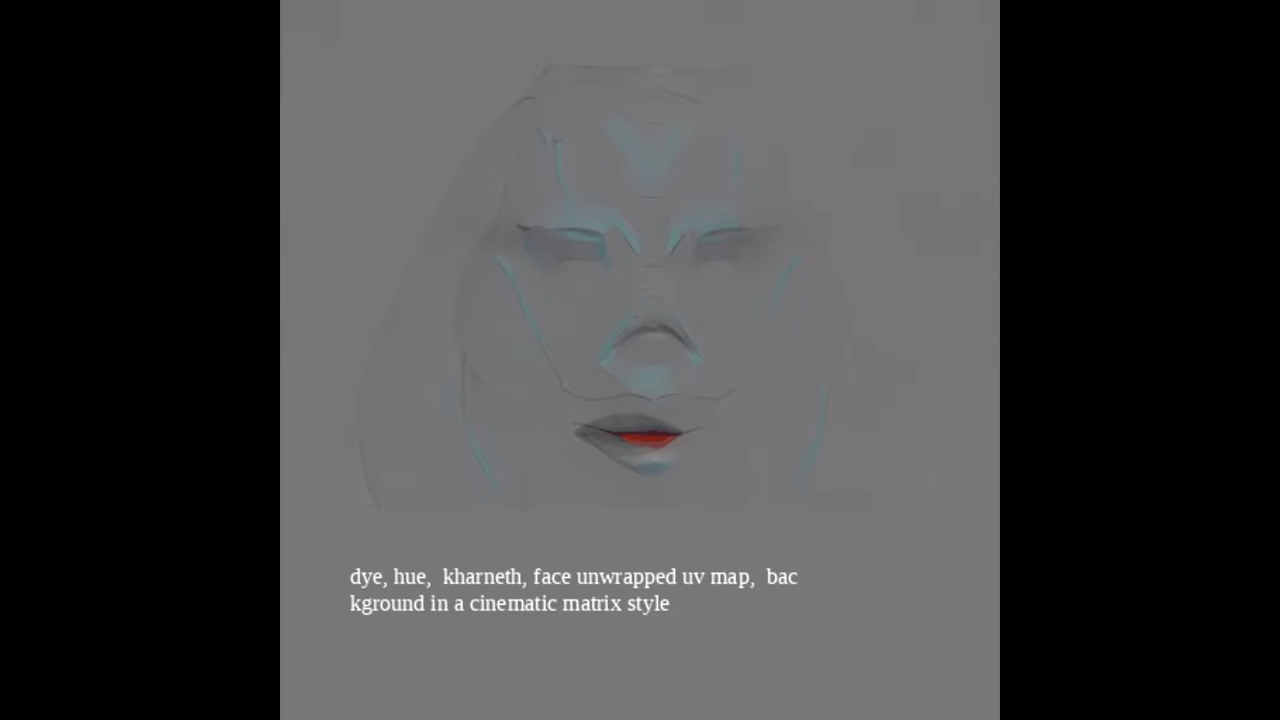 dye, hue,  kharneth, face unwrapped uv map,  bac
kground in a cinematic matrix style